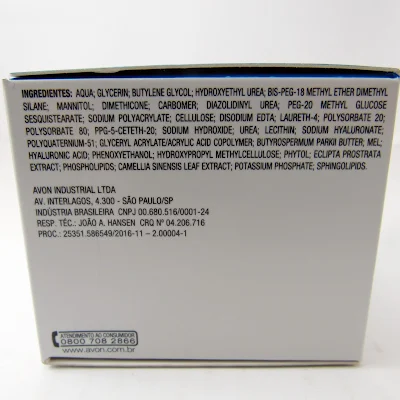 INGREDIENTES: AQUA; GLYCERIN; BUTYLENE GLYCOL; HYDROXYETHYL UREA; BIS-PEG-18 METHYL ETHER DIMETHYL
SILANE; MANNITOL; DIMETHICONE; CARBOMER; DIAZOLIDINYL UREA; PEG-20 METHYL GLUCOSE
SESQUISTEARATE; SODIUM POLYACRYLATE; CELLULOSE; DISODIUM EDTA; LAURETH-4; POLYSORBATE 20;
POLYSORBATE 80; PPG-5-CETETH-20; SODIUM HYDROXIDE; UREA; LECITHIN; SODIUM HYALURONATE;
POLYQUATERNIUM-51; GLYCERYL ACRYLATE/ACRYLIC ACID COPOLYMER; BUTYROSPERMUM PARKII BUTTER; MEL;
HYALURONIC ACID; PHENOXYETHANOL; HYDROXYPROPYL METHYLCELLULOSE; PHYTOL; ECLIPTA PROSTRATA
EXTRACT; PHOSPHOLIPIDS; CAMELLIA SINENSIS LEAF EXTRACT; POTASSIUM PHOSPHATE; SPHINGOLIPIDS.
AVON INDUSTRIAL LTDA
AV. INTERLAGOS, 4.300 - SÃO PAULO/SP
INDÚSTRIA BRASILEIRA CNPJ 00.680.516/0001-24
RESP. TÉC.: JOÃO A. HANSEN CRQ Nº 04.206.716
PROC.: 25351.586549/2016-11 – 2.00004-1
ATENDIMENTO AO CONSUMIDOR
0800 708 2866
www.avon.com.br